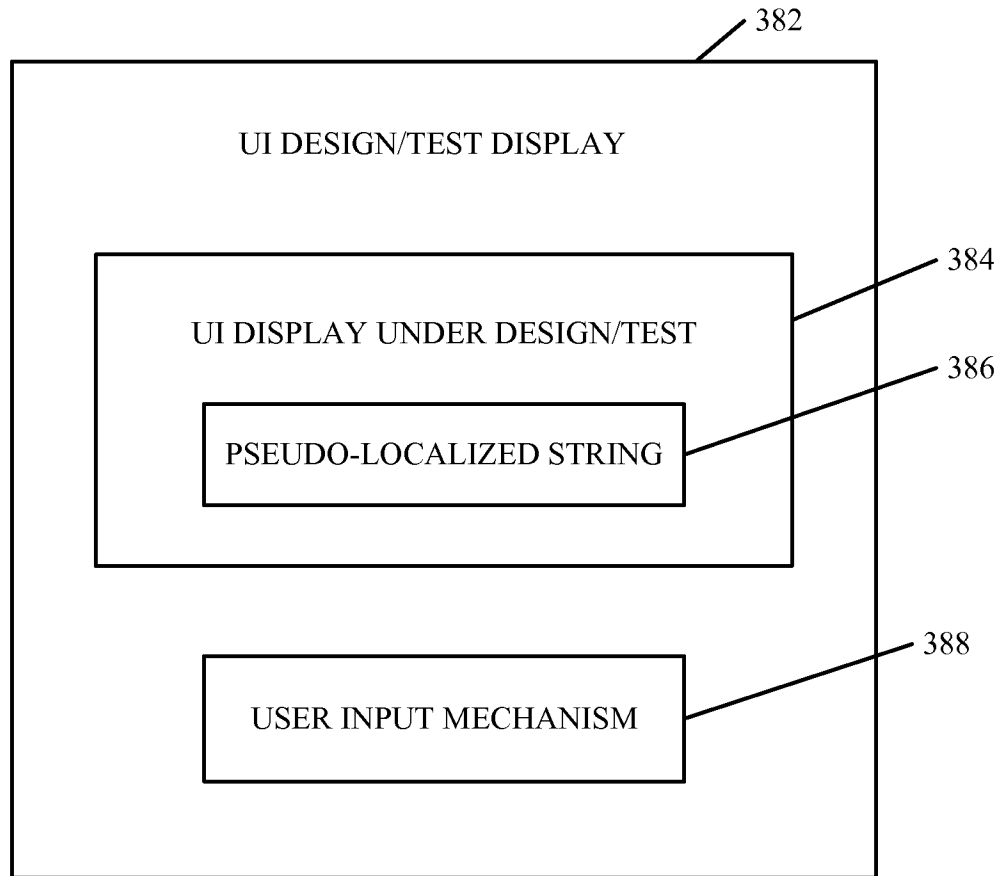 382
UI DESIGN/TEST DISPLAY
384
UI DISPLAY UNDER DESIGN/TEST
386
PSEUDO-LOCALIZED STRING
388
USER INPUT MECHANISM